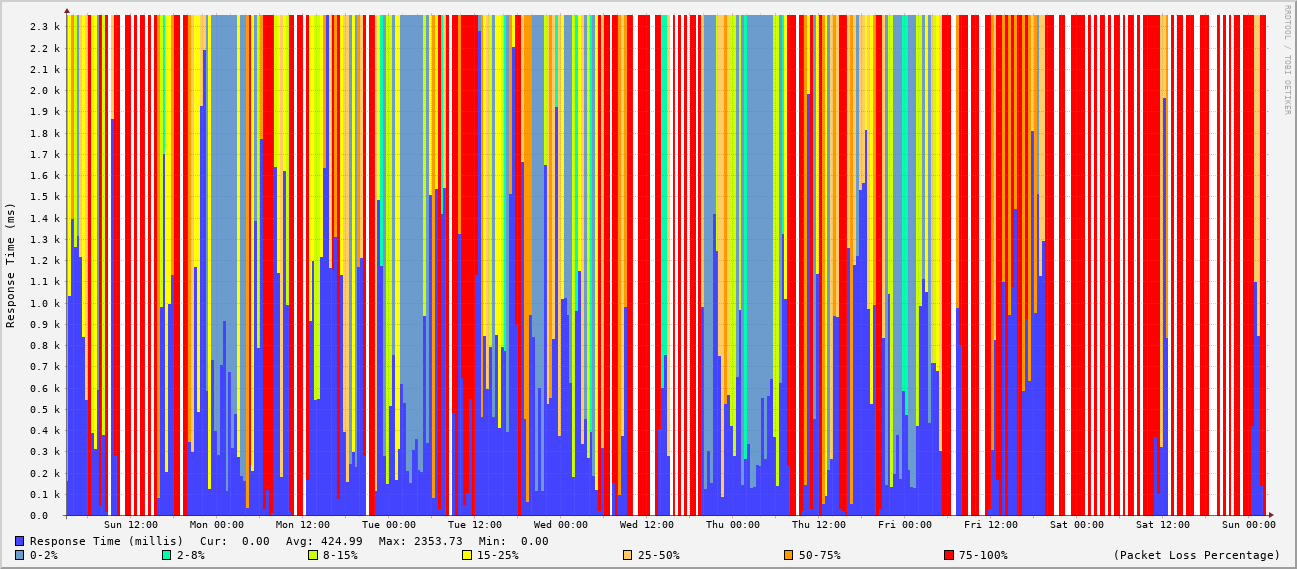 RRDTOOL / TOBI OETIKER
Response Time (ms)
2.3 k
2.2 k
2.1 k
2.0 k
1.9 k
1.8 k
1.7 k
1.6 k
1.5 k
1.4 k
1.3 k
1.2 k
1.1 k
1.0 k
0.9 k
0.8 k
0.7 k
0.6 k
0.5 k
0.4 k
0.3 k
0.2 k
0.1 k
0.0
Sun 12:00 Mon 00:00 Mon 12:00 Tue 00:00 Tue 12:00 Wed 00:00 Wed 12:00 Thu 00:00 Thu 12:00 Fri 00:00 Fri 12:00 Sat 00:00 Sat 12:00 Sun 00:00
Response Time (millis) Cur: 0.00 Avg: 424.99 Max: 2353.73 Min: 0.00
0-2% 2-8% 8-15% 15-25% 25-50% 50-75% 75-100% (Packet Loss Percentage)